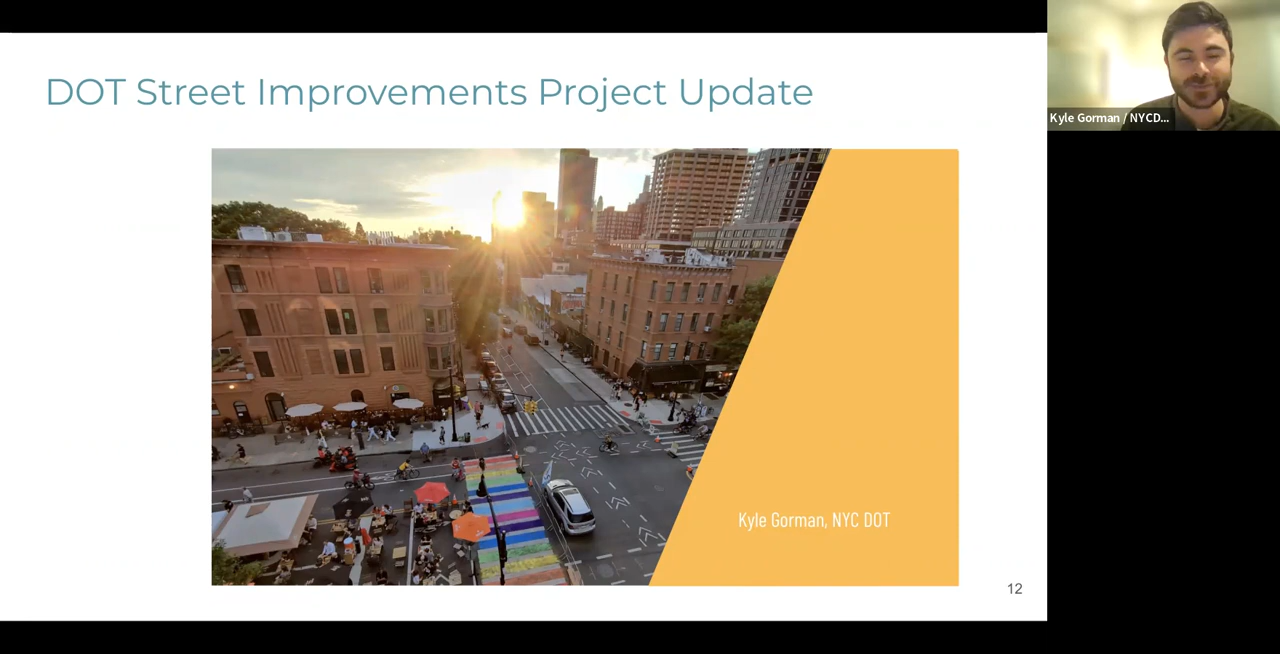 DOT Street Improvements Project Update
Kyle Gorman / NYCD...
Kyle Gorman, NYC DOT
12